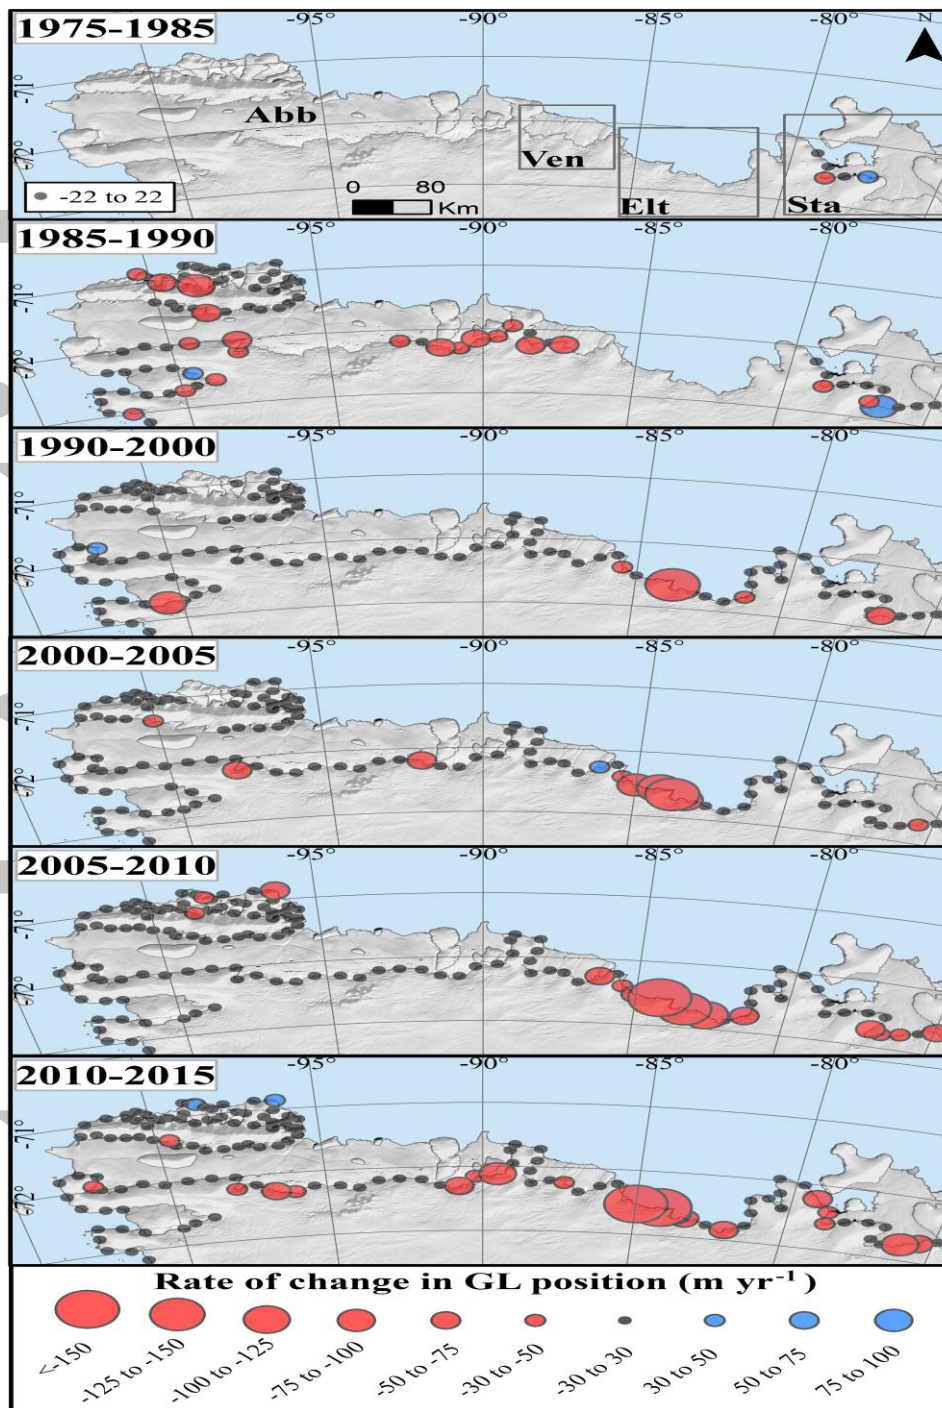 1975-1985
-95°
-90°
-85°
-80°
N
-71°
-72°
Abb
Ven
Elt
Sta
-22 to 22
0 80
Km
1985-1990
-95°
-90°
-85°
-80°
-71°
-72°
1990-2000
-95°
-90°
-85°
-80°
-71°
-72°
2000-2005
-95°
-90°
-85°
-80°
-71°
-72°
2005-2010
-95°
-90°
-85°
-80°
-71°
-72°
2010-2015
-95°
-90°
-85°
-80°
-71°
-72°
Rate of change in GL position (m yr⁻¹)
<-150
-125 to -150
-100 to -125
-75 to -100
-50 to -75
-30 to -50
-30 to 30
30 to 50
50 to 75
75 to 100